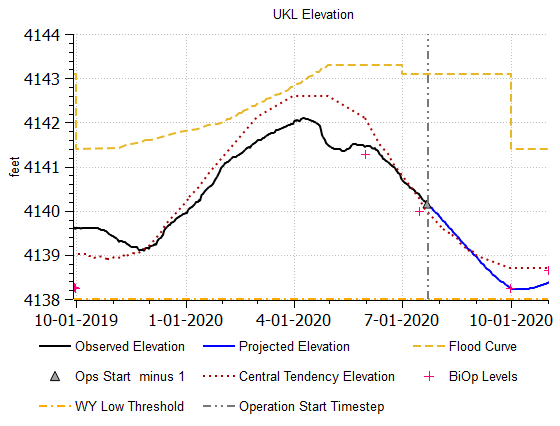 UKL Elevation
4144
4143
4142
4141
4140
4139
4138
feet
10-01-2019 1-01-2020 4-01-2020 7-01-2020 10-01-2020
Observed Elevation Projected Elevation Flood Curve
Ops Start minus 1 Central Tendency Elevation BiOp Levels
WY Low Threshold Operation Start Timestep